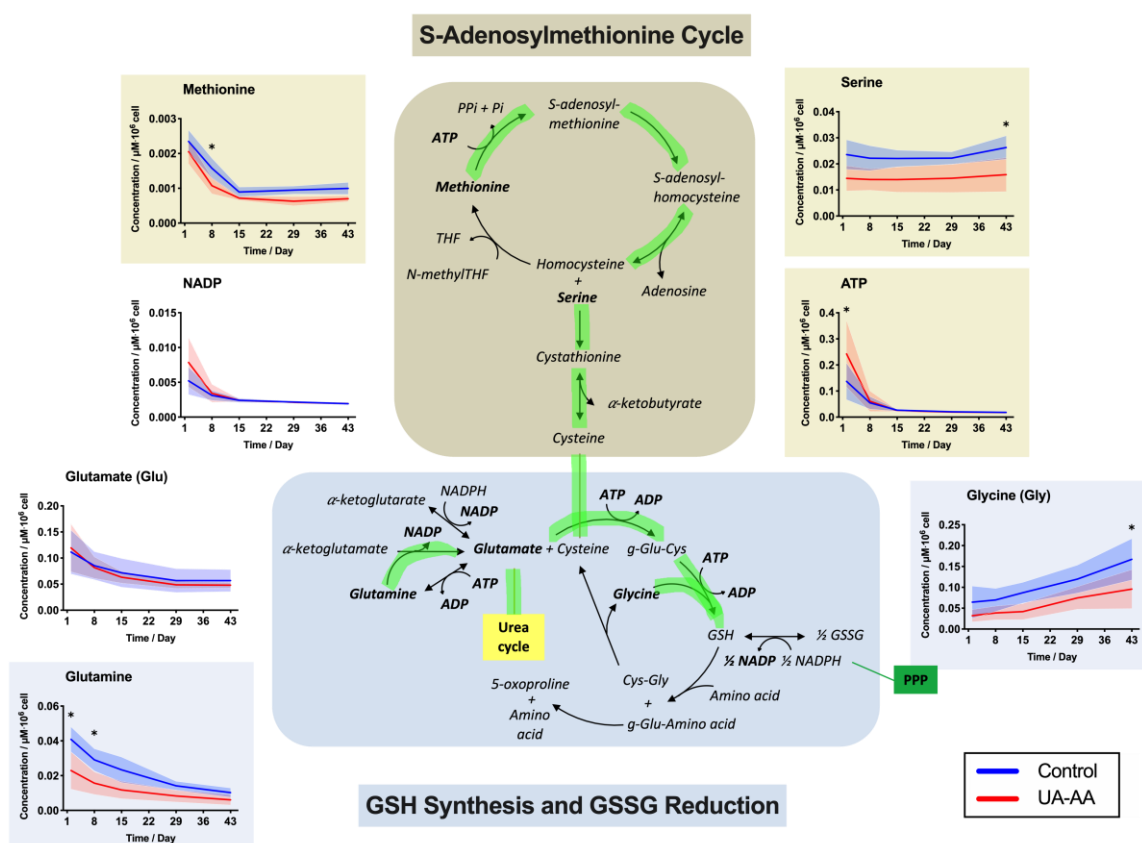 S-Adenosylmethionine Cycle
Methionine
Concentration / μM·10⁶ cell
0.003
0.002
0.001
0.000
*
1 8 15 22 29 36 43
Time / Day
NADP
Concentration / μM·10⁶ cell
0.015
0.010
0.005
0.000
1 8 15 22 29 36 43
Time / Day
Serine
Concentration / μM·10⁶ cell
0.04
0.03
0.02
0.01
0.00
*
1 8 15 22 29 36 43
Time / Day
ATP
Concentration / μM·10⁶ cell
0.4
0.3
0.2
0.1
0.0
*
1 8 15 22 29 36 43
Time / Day
PPi + Pi
ATP
S-adenosyl-
methionine
Methionine
S-adenosyl-
homocysteine
THF
N-methylTHF
Homocysteine
+
Serine
Adenosine
Cystathionine
α-ketobutyrate
Cysteine
Glutamate (Glu)
Concentration / μM·10⁶ cell
0.20
0.15
0.10
0.05
0.00
1 8 15 22 29 36 43
Time / Day
Glutamine
Concentration / μM·10⁶ cell
0.06
0.04
0.02
0.00
* *
1 8 15 22 29 36 43
Time / Day
α-ketoglutarate
NADPH
NADP
α-ketoglutamate
NADP
Glutamate + Cysteine
ATP
ADP
g-Glu-Cys
Glutamine
ATP
ADP
Urea
cycle
Glycine
ATP
ADP
GSH
½ GSSG
½ NADP
½ NADPH
PPP
Cys-Gly
+
g-Glu-Amino acid
Amino acid
5-oxoproline
+
Amino
acid
Glycine (Gly)
Concentration / μM·10⁶ cell
0.25
0.20
0.15
0.10
0.05
0.00
*
1 8 15 22 29 36 43
Time / Day
GSH Synthesis and GSSG Reduction
Control
UA-AA